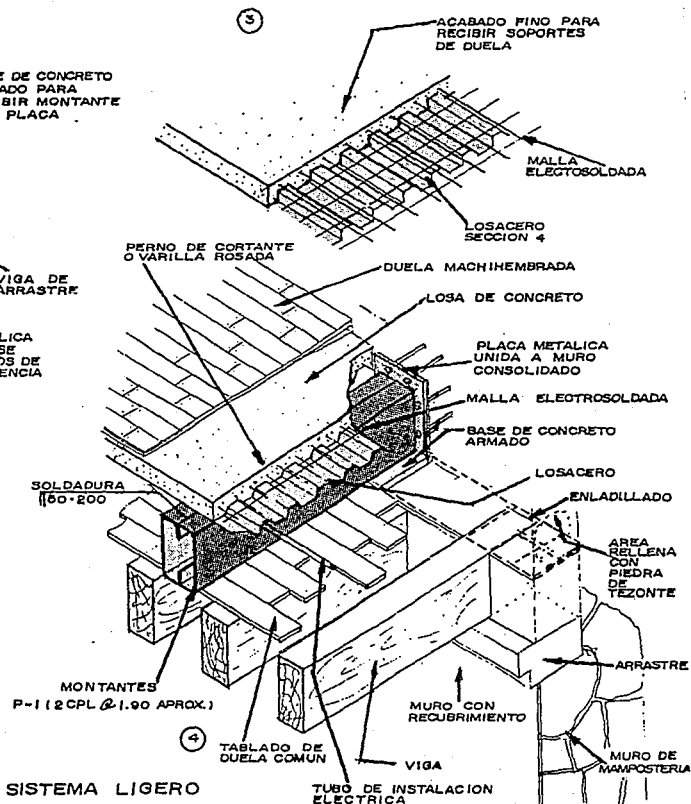 3
ACABADO FINO PARA
RECIBIR SOPORTES
DE DUELA
E DE CONCRETO
ADO PARA
BIR MONTANTE
PLACA
MALLA
ELECTOSOLDADA
LOSACERO
SECCION 4
PERNO DE CORTANTE
O VARILLA ROSADA
DUELA MACHIHEMBRADA
VIGA DE
ARRASTRE
LOSA DE CONCRETO
LICA
SE
OS DE
ENCIA
PLACA METALICA
UNIDA A MURO
CONSOLIDADO
MALLA ELECTROSOLDADA
BASE DE CONCRETO
ARMADO
LOSACERO
SOLDADURA
60-200
ENLADILLADO
AREA
RELLENA
CON
PIEDRA
DE
TEZONTE
ARRASTRE
MONTANTES
P-1 (2CPL @ 1.90 APROX.)
MURO CON
RECUBRIMIENTO
4
TABLADO DE
DUELA COMUN
VIGA
MURO DE
MAMPOSTERIA
SISTEMA LIGERO
TUBO DE INSTALACION
ELECTRICA